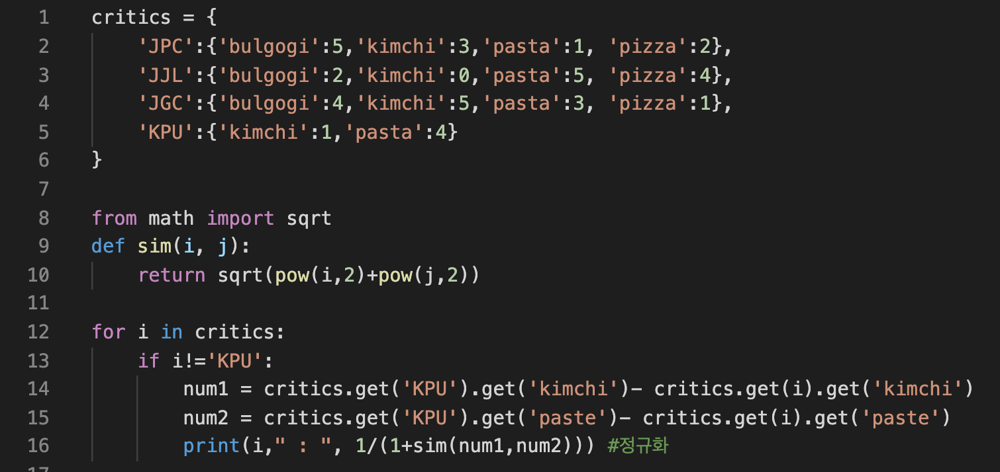 1 critics = {
2 'JPC':{'bulgogi':5,'kimchi':3,'pasta':1, 'pizza':2},
3 'JJL':{'bulgogi':2,'kimchi':0,'pasta':5, 'pizza':4},
4 'JGC':{'bulgogi':4,'kimchi':5,'pasta':3, 'pizza':1},
5 'KPU':{'kimchi':1,'pasta':4}
6 }
7
8 from math import sqrt
9 def sim(i, j):
10 return sqrt(pow(i,2)+pow(j,2))
11
12 for i in critics:
13 if i!='KPU':
14 num1 = critics.get('KPU').get('kimchi')- critics.get(i).get('kimchi')
15 num2 = critics.get('KPU').get('paste')- critics.get(i).get('paste')
16 print(i," : ", 1/(1+sim(num1,num2))) #정규화
17